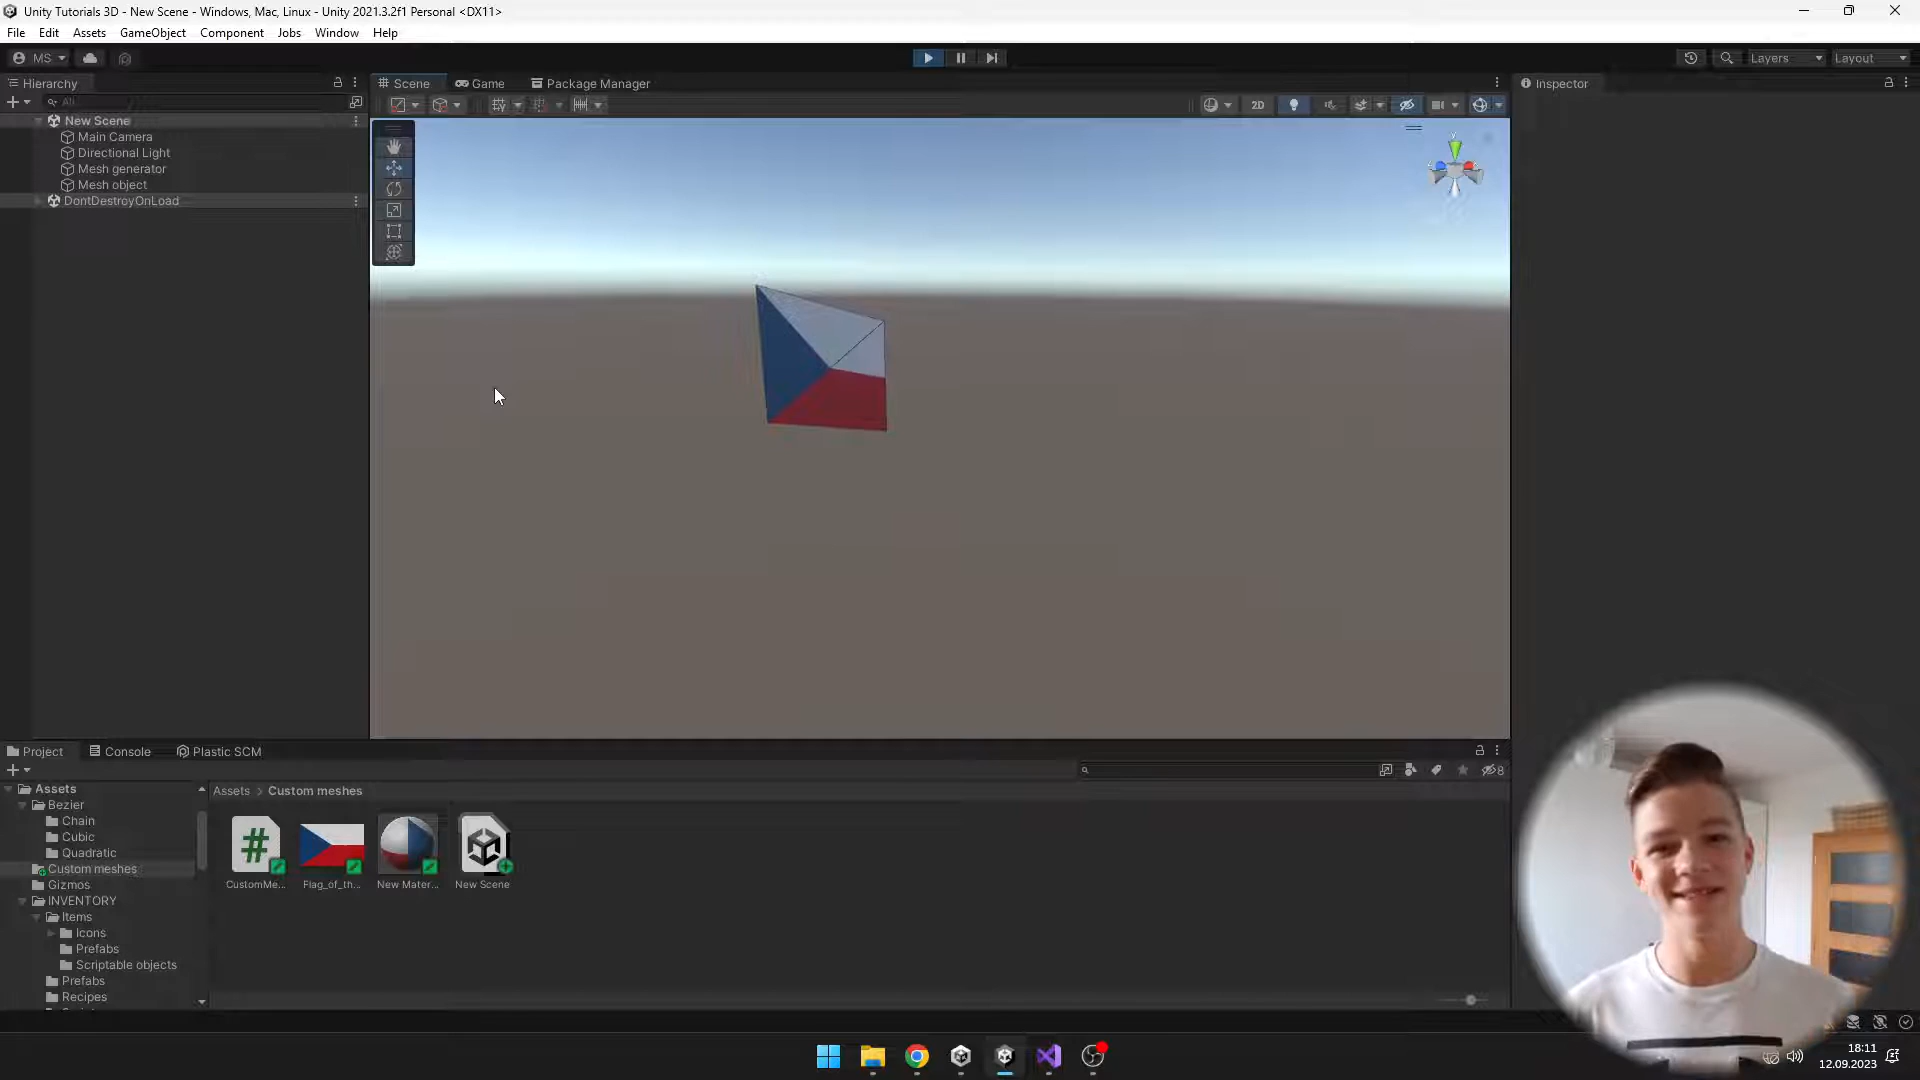 Unity Tutorials 3D - New Scene - Windows, Mac, Linux - Unity 2021.3.2f1 Personal <DX11>
File Edit Assets GameObject Component Jobs Window Help
MS Layers Layout
Hierarchy Scene Game Package Manager Inspector
All 2D
New Scene
Main Camera
Directional Light
Mesh generator
Mesh object
DontDestroyOnLoad
Project Console Plastic SCM
8
Assets
Bezier
Chain
Cubic
Quadratic
Custom meshes
Gizmos
INVENTORY
Items
Icons
Prefabs
Scriptable objects
Prefabs
Recipes
Assets > Custom meshes
#
CustomMe... Flag_of_th... New Mater... New Scene
18:11
12.09.2023